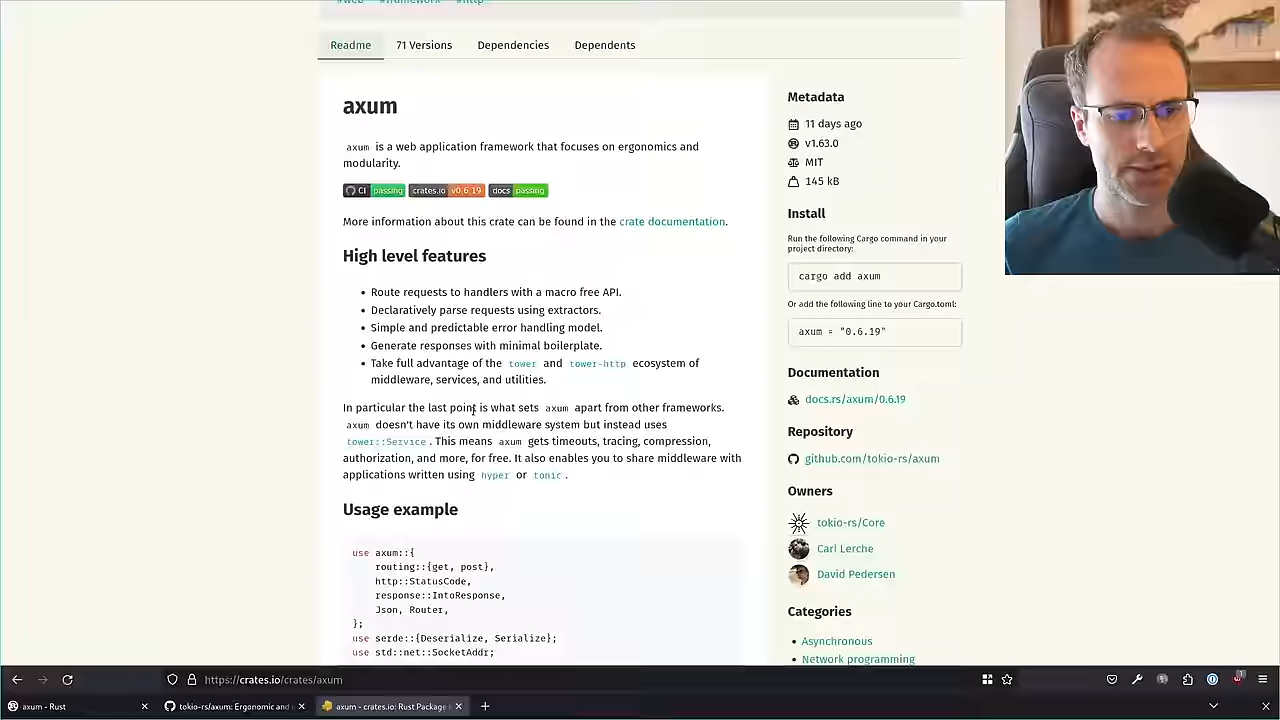 #web #framework #http
Readme 71 Versions Dependencies Dependents
axum
axum is a web application framework that focuses on ergonomics and
modularity.
CI passing crates.io v0.6.19 docs passing
More information about this crate can be found in the crate documentation.
High level features
• Route requests to handlers with a macro free API.
• Declaratively parse requests using extractors.
• Simple and predictable error handling model.
• Generate responses with minimal boilerplate.
• Take full advantage of the tower and tower-http ecosystem of
middleware, services, and utilities.
In particular the last point is what sets axum apart from other frameworks.
axum doesn't have its own middleware system but instead uses
tower::Service. This means axum gets timeouts, tracing, compression,
authorization, and more, for free. It also enables you to share middleware with
applications written using hyper or tonic.
Usage example
use axum::{
routing::{get, post},
http::StatusCode,
response::IntoResponse,
Json, Router,
};
use serde::{Deserialize, Serialize};
use std::net::SocketAddr;
Metadata
11 days ago
v1.63.0
MIT
145 kB
Install
Run the following Cargo command in your
project directory:
cargo add axum
Or add the following line to your Cargo.toml:
axum = "0.6.19"
Documentation
docs.rs/axum/0.6.19
Repository
github.com/tokio-rs/axum
Owners
tokio-rs/Core
Carl Lerche
David Pedersen
Categories
• Asynchronous
• Network programming
https://crates.io/crates/axum
axum - Rust
tokio-rs/axum: Ergonomic and
axum - crates.io: Rust Package